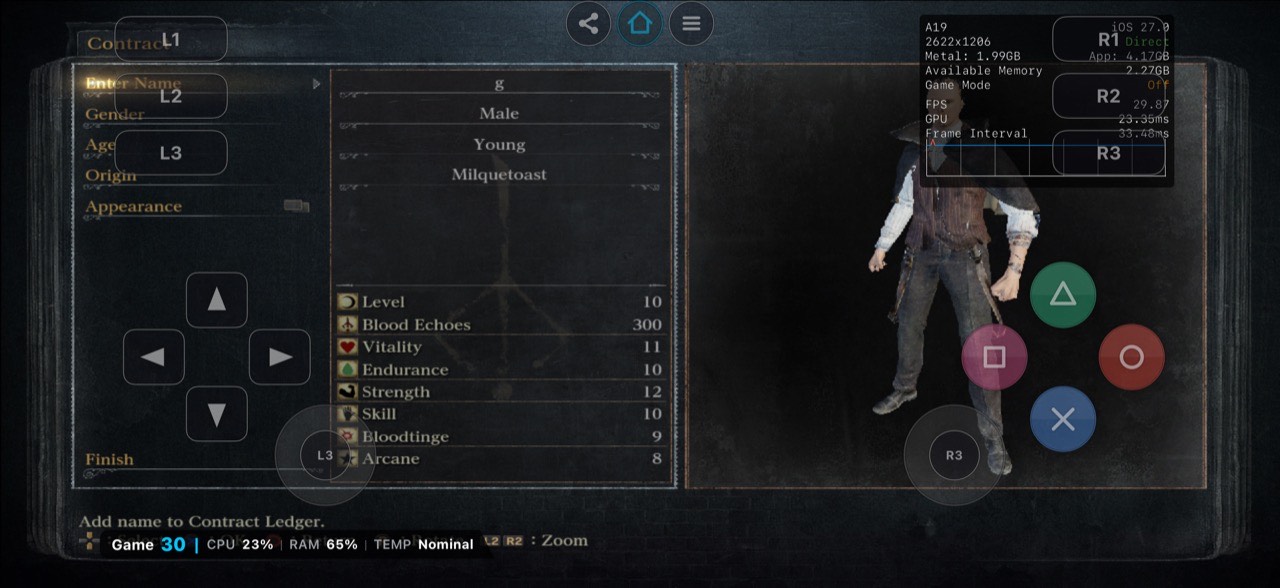 Contract
L1
Enter Name
g
L2
Gender
Male
Age
Young
L3
Origin
Milquetoast
Appearance
Level 10
Blood Echoes 300
Vitality 11
Endurance 10
Strength 12
Skill 10
Bloodtinge 9
Arcane 8
L3
Finish
A19 iOS 27.0
2622x1206 Direct
Metal: 1.99GB App: 4.17GB
Available Memory 2.27GB
Game Mode Off
FPS 29.87
GPU 23.35ms
Frame Interval 33.48ms
R1
R2
R3
R3
Add name to Contract Ledger.
Game 30 | CPU 23% | RAM 65% | TEMP Nominal
L2 R2 : Zoom